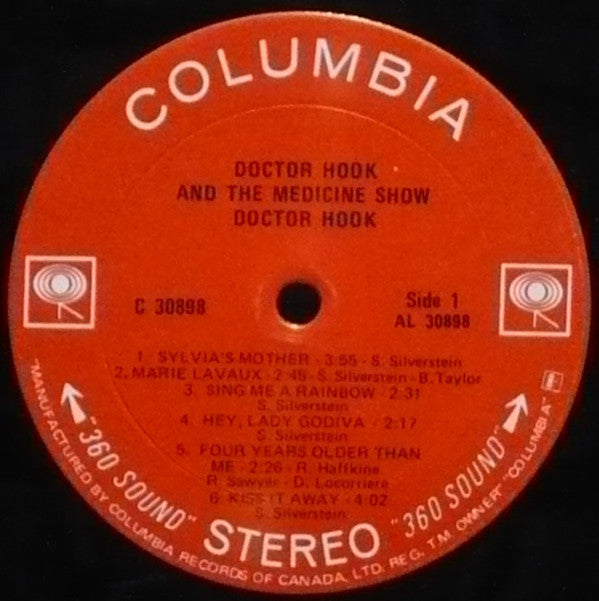 COLUMBIA
DOCTOR HOOK
AND THE MEDICINE SHOW
DOCTOR HOOK
C 30898
Side 1
AL 30898
1. SYLVIA'S MOTHER - 3:55 - S. Silverstein
2. MARIE LAVAUX - 2:45 - S. Silverstein - B. Taylor
3. SING ME A RAINBOW - 2:31
S. Silverstein
4. HEY, LADY GODIVA - 2:17
S. Silverstein
5. FOUR YEARS OLDER THAN
ME - 2:26 - R. Haffkine
R. Sawyer - D. Locorriere
6. KISS IT AWAY - 4:02
S. Silverstein
"360 SOUND" STEREO "360 SOUND"
"MANUFACTURED BY COLUMBIA RECORDS OF CANADA, LTD. REG. T.M. OWNER" "COLUMBIA"